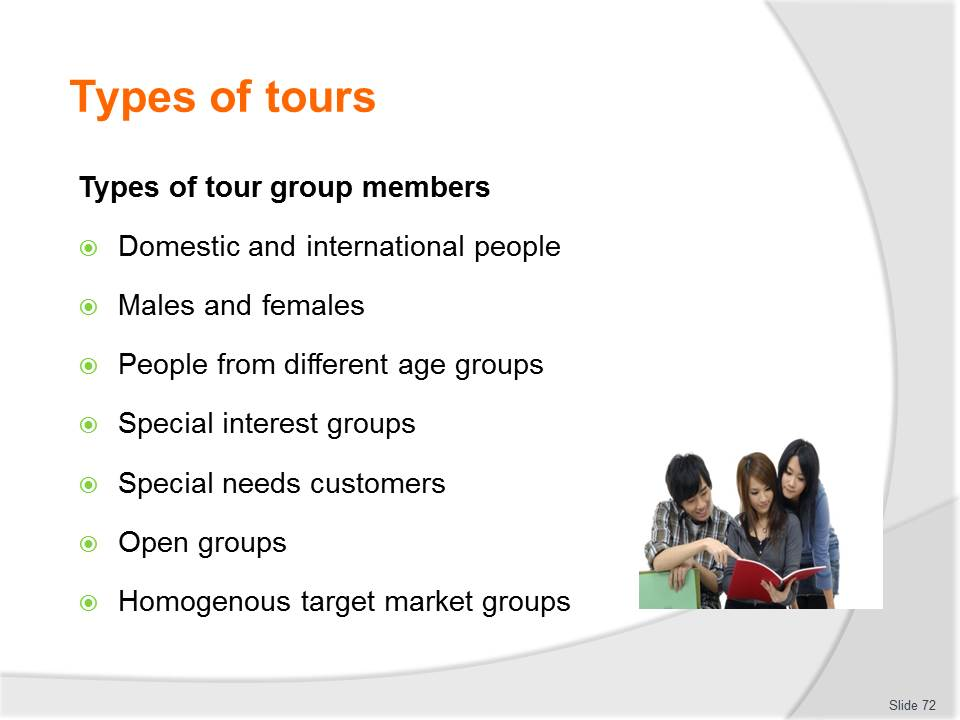 Types of tours
Types of tour group members
Domestic and international people
Males and females
People from different age groups
Special interest groups
Special needs customers
Open groups
Homogenous target market groups
Slide 72